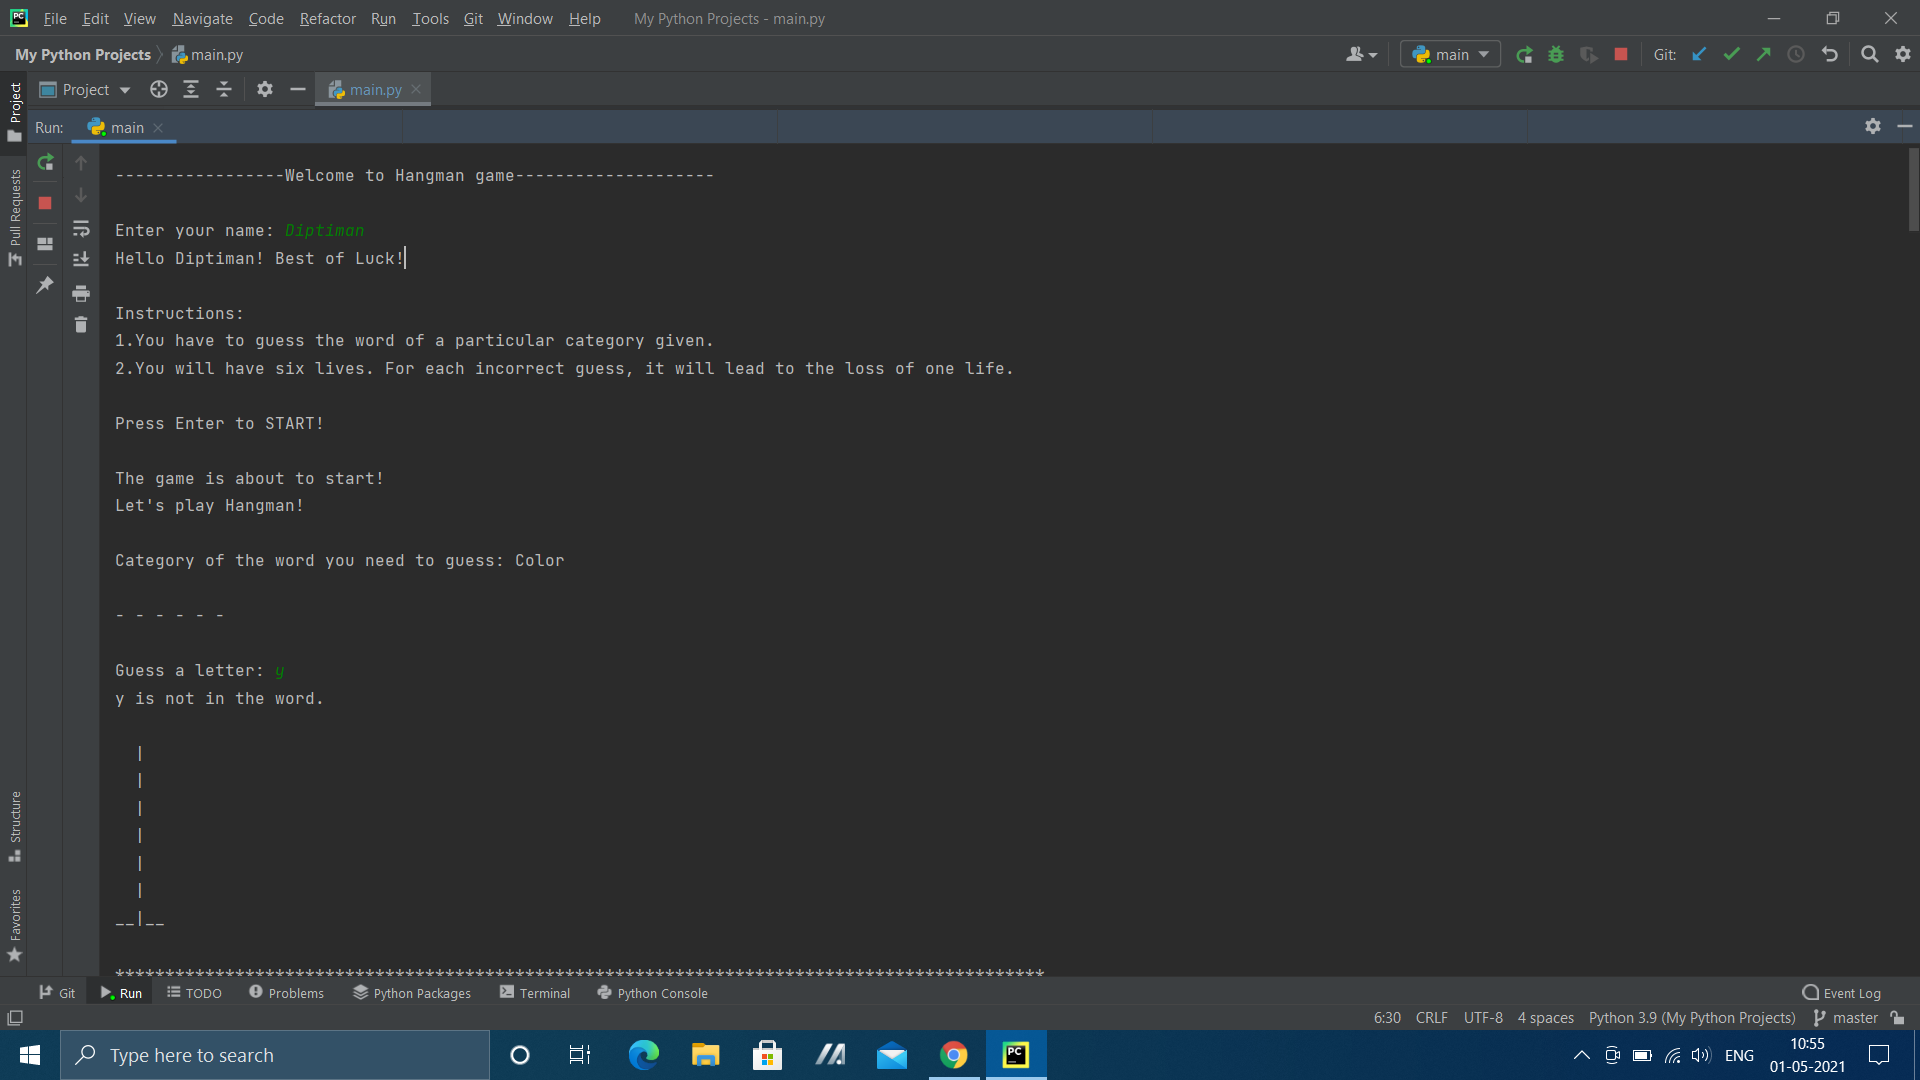 PC File Edit View Navigate Code Refactor Run Tools Git Window Help My Python Projects - main.py
My Python Projects main.py main Git:
Project main.py
Run: main
Project
Pull Requests
Structure
Favorites
-----------------Welcome to Hangman game--------------------
Enter your name: Diptiman
Hello Diptiman! Best of Luck!
Instructions:
1.You have to guess the word of a particular category given.
2.You will have six lives. For each incorrect guess, it will lead to the loss of one life.
Press Enter to START!
The game is about to start!
Let's play Hangman!
Category of the word you need to guess: Color
- - - - - -
Guess a letter: y
y is not in the word.
|
|
|
|
|
|
__|__
*********************************************************************************************
Git Run TODO Problems Python Packages Terminal Python Console Event Log
6:30 CRLF UTF-8 4 spaces Python 3.9 (My Python Projects) master
Type here to search PC ENG 10:55
01-05-2021